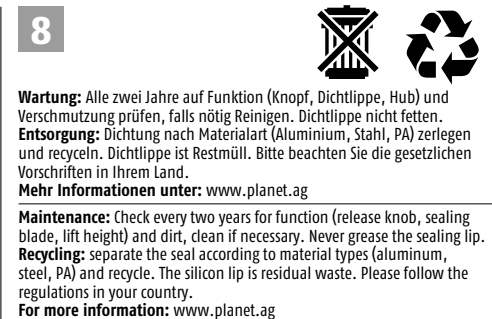 8
Wartung: Alle zwei Jahre auf Funktion (Knopf, Dichtlippe, Hub) und
Verschmutzung prüfen, falls nötig Reinigen. Dichtlippe nicht fetten.
Entsorgung: Dichtung nach Materialart (Aluminium, Stahl, PA) zerlegen
und recyceln. Dichtlippe ist Restmüll. Bitte beachten Sie die gesetzlichen
Vorschriften in Ihrem Land.
Mehr Informationen unter: www.planet.ag
Maintenance: Check every two years for function (release knob, sealing
blade, lift height) and dirt, clean if necessary. Never grease the sealing lip.
Recycling: separate the seal according to material types (aluminum,
steel, PA) and recycle. The silicon lip is residual waste. Please follow the
regulations in your country.
For more information: www.planet.ag